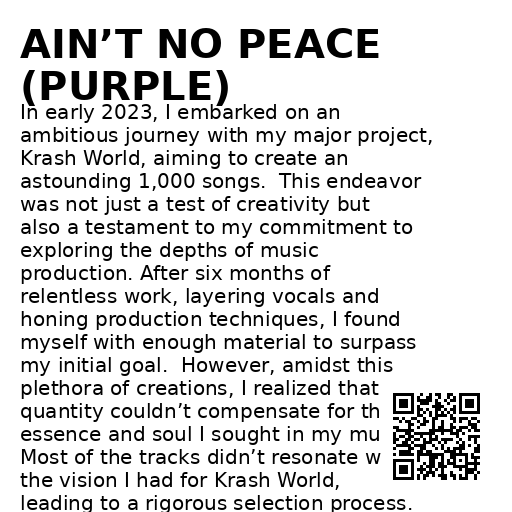 AIN’T NO PEACE
(PURPLE)
In early 2023, I embarked on an
ambitious journey with my major project,
Krash World, aiming to create an
astounding 1,000 songs.  This endeavor
was not just a test of creativity but
also a testament to my commitment to
exploring the depths of music
production. After six months of
relentless work, layering vocals and
honing production techniques, I found
myself with enough material to surpass
my initial goal.  However, amidst this
plethora of creations, I realized that
quantity couldn’t compensate for th
essence and soul I sought in my mu
Most of the tracks didn’t resonate w
the vision I had for Krash World,
leading to a rigorous selection process.